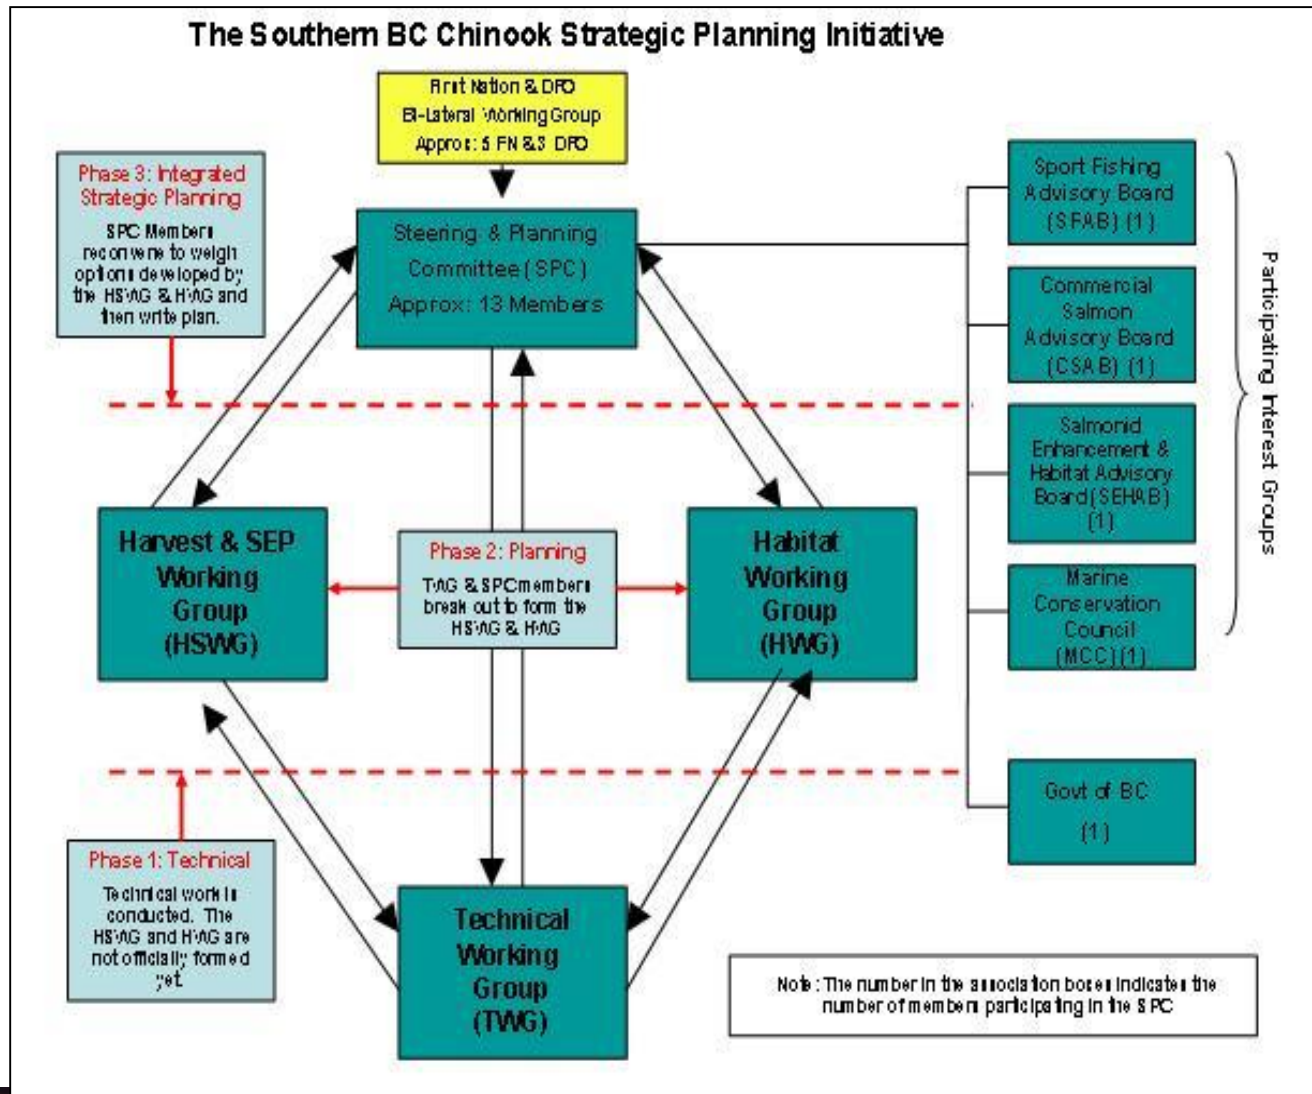 The Southern BC Chinook Strategic Planning Initiative
First Nation & DFO
Bi-Lateral Working Group
Approx: 5 FN & 3 DFO
Phase 3: Integrated
Strategic Planning
SPC Members
reconvene to weigh
options developed by
the HSWG & HWG and
then write plan.
Steering & Planning
Committee (SPC)
Approx: 13 Members
Sport Fishing
Advisory Board
(SFAB) (1)
Commercial
Salmon
Advisory Board
(CSAB) (1)
Salmonid
Enhancement &
Habitat Advisory
Board (SEHAB)
(1)
Marine
Conservation
Council
(MCC) (1)
Participating Interest Groups
Govt of BC
(1)
Harvest & SEP
Working
Group
(HSWG)
Phase 2: Planning
TWG & SPC members
break out to form the
HSWG & HWG
Habitat
Working
Group
(HWG)
Phase 1: Technical
Technical work is
conducted. The
HSWG and HWG are
not officially formed
yet.
Technical
Working
Group
(TWG)
Note: The number in the association boxes indicates the
number of members participating in the SPC